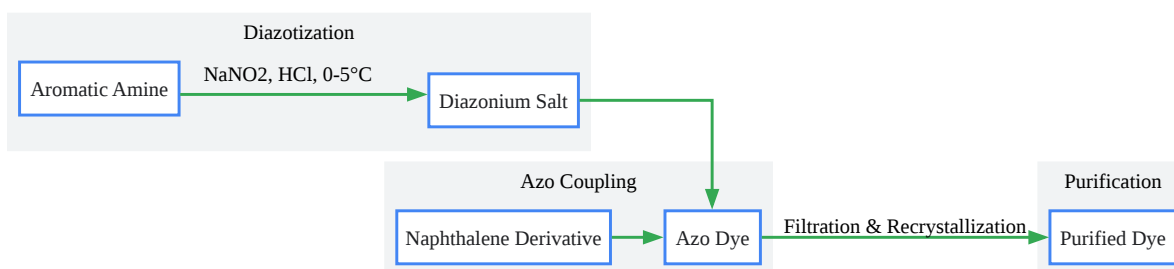 Diazotization
NaNO2, HCl, 0-5°C
Aromatic Amine
Diazonium Salt
Azo Coupling
Purification
Naphthalene Derivative
Azo Dye
Filtration & Recrystallization
Purified Dye